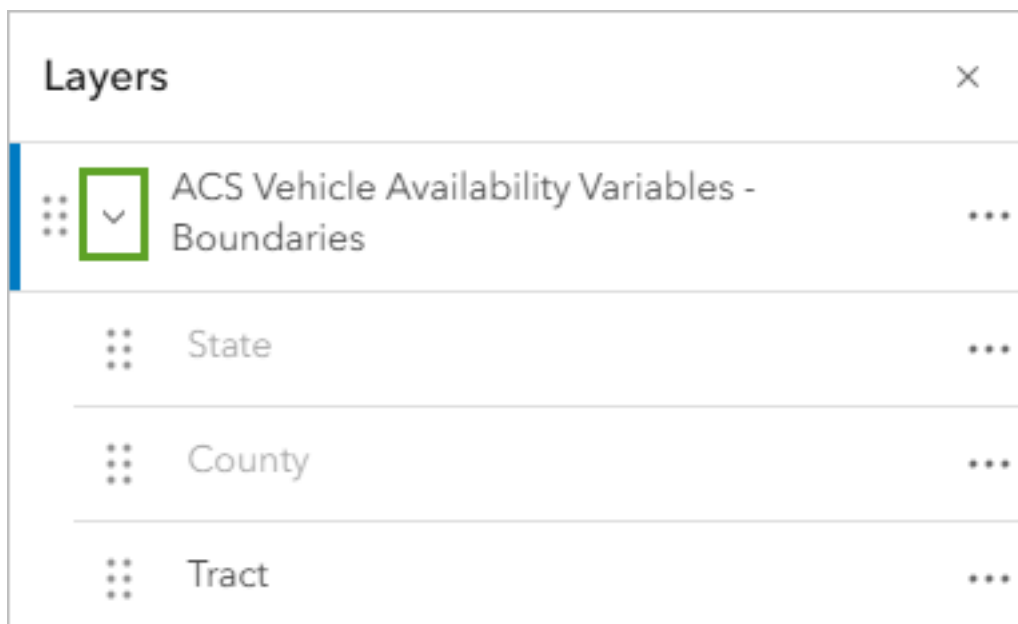 Layers
ACS Vehicle Availability Variables -
Boundaries
State
County
Tract